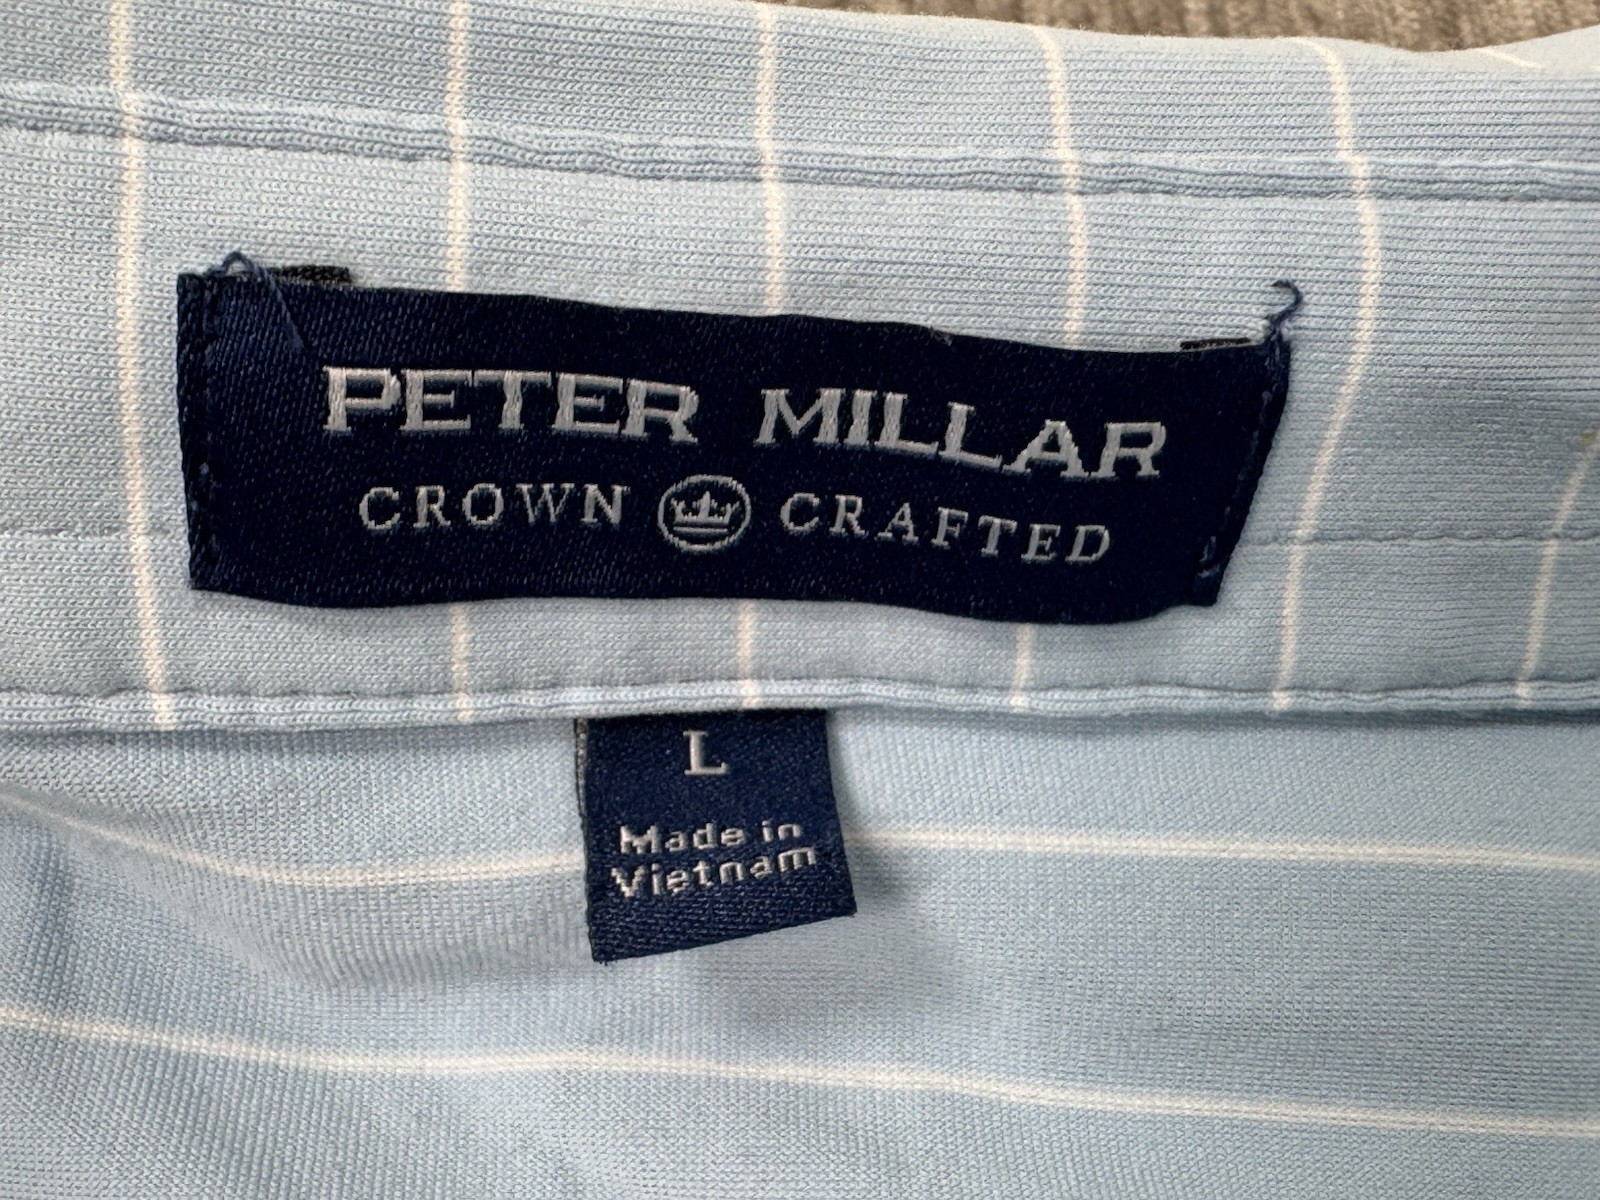 PETER MILLAR
CROWN CRAFTED
L
Made in
Vietnam